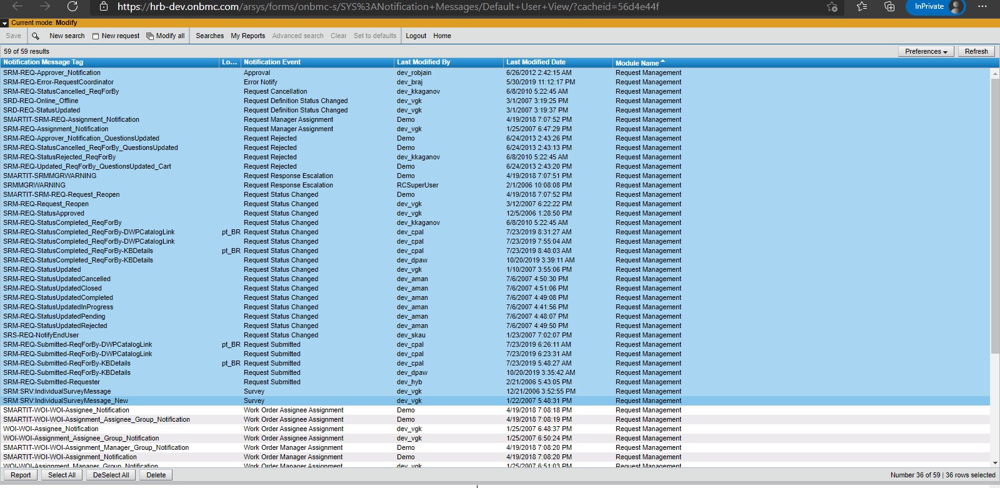 https://hrb-dev.onbmc.com/arsys/forms/onbmc-s/SYS%3ANotification+Messages/Default+User+View/?cacheid=56d4e44f InPrivate
Current mode: Modify
Save New search New request Modify all Searches My Reports Advanced search Clear Set to defaults Logout Home
59 of 59 results Preferences Refresh
Notification Message Tag Lo... Notification Event Last Modified By Last Modified Date Module Name
SRM-REQ-Approver_Notification Approval dev_robjain 6/26/2012 2:42:15 AM Request Management
SRM-REQ-Error-RequestCoordinator Error Notify dev_braj 5/30/2019 11:12:17 PM Request Management
SRM-REQ-StatusCancelled_ReqForBy Request Cancellation dev_kkaganov 6/8/2010 5:22:45 AM Request Management
SRD-REQ-Online_Offline Request Definition Status Changed dev_vgk 3/1/2007 3:19:25 PM Request Management
SRD-REQ-StatusUpdated Request Definition Status Changed dev_vgk 3/1/2007 3:19:37 PM Request Management
SMARTIT-SRM-REQ-Assignment_Notification Request Manager Assignment Demo 4/19/2018 7:07:52 PM Request Management
SRM-REQ-Assignment_Notification Request Manager Assignment dev_vgk 1/25/2007 6:47:29 PM Request Management
SRM-REQ-Approver_Notification_QuestionsUpdated Request Rejected Demo 6/24/2013 2:43:26 PM Request Management
SRM-REQ-StatusCancelled_ReqForBy_QuestionsUpdated Request Rejected Demo 6/24/2013 2:43:13 PM Request Management
SRM-REQ-StatusRejected_ReqForBy Request Rejected dev_kkaganov 6/8/2010 5:22:45 AM Request Management
SRM-REQ-Updated_ReqForBy_QuestionsUpdated_Cart Request Rejected Demo 6/24/2013 2:43:20 PM Request Management
SMARTIT-SRMMGRWARNING Request Response Escalation Demo 4/19/2018 7:07:51 PM Request Management
SRMMGRWARNING Request Response Escalation RCSuperUser 2/1/2006 10:08:08 PM Request Management
SMARTIT-SRM-REQ-Request_Reopen Request Status Changed Demo 4/19/2018 7:07:52 PM Request Management
SRM-REQ-Request_Reopen Request Status Changed dev_vgk 3/12/2007 6:22:22 PM Request Management
SRM-REQ-StatusApproved Request Status Changed dev_vgk 12/5/2006 1:28:50 PM Request Management
SRM-REQ-StatusCompleted_ReqForBy Request Status Changed dev_kkaganov 6/8/2010 5:22:45 AM Request Management
SRM-REQ-StatusCompleted_ReqForBy-DWPCatalogLink pt_BR Request Status Changed dev_cpal 7/23/2019 8:31:27 AM Request Management
SRM-REQ-StatusCompleted_ReqForBy-DWPCatalogLink Request Status Changed dev_cpal 7/23/2019 7:55:04 AM Request Management
SRM-REQ-StatusCompleted_ReqForBy-KBDetails pt_BR Request Status Changed dev_cpal 7/23/2019 8:48:03 AM Request Management
SRM-REQ-StatusCompleted_ReqForBy-KBDetails Request Status Changed dev_dpaw 10/20/2019 3:39:11 AM Request Management
SRM-REQ-StatusUpdated Request Status Changed dev_vgk 1/10/2007 3:55:06 PM Request Management
SRM-REQ-StatusUpdatedCancelled Request Status Changed dev_aman 7/6/2007 4:50:30 PM Request Management
SRM-REQ-StatusUpdatedClosed Request Status Changed dev_aman 7/6/2007 4:51:06 PM Request Management
SRM-REQ-StatusUpdatedCompleted Request Status Changed dev_aman 7/6/2007 4:49:08 PM Request Management
SRM-REQ-StatusUpdatedInProgress Request Status Changed dev_aman 7/6/2007 4:41:56 PM Request Management
SRM-REQ-StatusUpdatedPending Request Status Changed dev_aman 7/6/2007 4:48:07 PM Request Management
SRM-REQ-StatusUpdatedRejected Request Status Changed dev_aman 7/6/2007 4:49:50 PM Request Management
SRS-REQ-NotifyEndUser Request Status Changed dev_skau 1/23/2007 7:02:07 PM Request Management
SRM-REQ-Submitted-ReqForBy-DWPCatalogLink pt_BR Request Submitted dev_cpal 7/23/2019 6:26:11 AM Request Management
SRM-REQ-Submitted-ReqForBy-DWPCatalogLink Request Submitted dev_cpal 7/23/2019 6:23:31 AM Request Management
SRM-REQ-Submitted-ReqForBy-KBDetails pt_BR Request Submitted dev_cpal 7/23/2019 5:48:27 AM Request Management
SRM-REQ-Submitted-ReqForBy-KBDetails Request Submitted dev_dpaw 10/20/2019 3:35:42 AM Request Management
SRM-REQ-Submitted-Requester Request Submitted dev_hyb 2/21/2006 5:43:05 PM Request Management
SRM:SRV:IndividualSurveyMessage Survey dev_vgk 12/21/2006 3:52:55 PM Request Management
SRM:SRV:IndividualSurveyMessage_New Survey dev_vgk 1/22/2007 5:48:31 PM Request Management
SMARTIT-WOI-WOI-Assignee_Notification Work Order Assignee Assignment Demo 4/19/2018 7:08:18 PM Request Management
SMARTIT-WOI-WOI-Assignment_Assignee_Group_Notification Work Order Assignee Assignment Demo 4/19/2018 7:08:19 PM Request Management
WOI-WOI-Assignee_Notification Work Order Assignee Assignment dev_vgk 1/25/2007 6:48:37 PM Request Management
WOI-WOI-Assignment_Assignee_Group_Notification Work Order Assignee Assignment dev_vgk 1/25/2007 6:50:24 PM Request Management
SMARTIT-WOI-WOI-Assignment_Manager_Group_Notification Work Order Manager Assignment Demo 4/19/2018 7:08:20 PM Request Management
SMARTIT-WOI-WOI-Assignment_Notification Work Order Manager Assignment Demo 4/19/2018 7:08:20 PM Request Management
WOI-WOI-Assignment_Manager_Group_Notification Work Order Manager Assignment dev_vgk 1/25/2007 6:51:03 PM Request Management
Report Select All DeSelect All Delete Number 36 of 59 | 36 rows selected